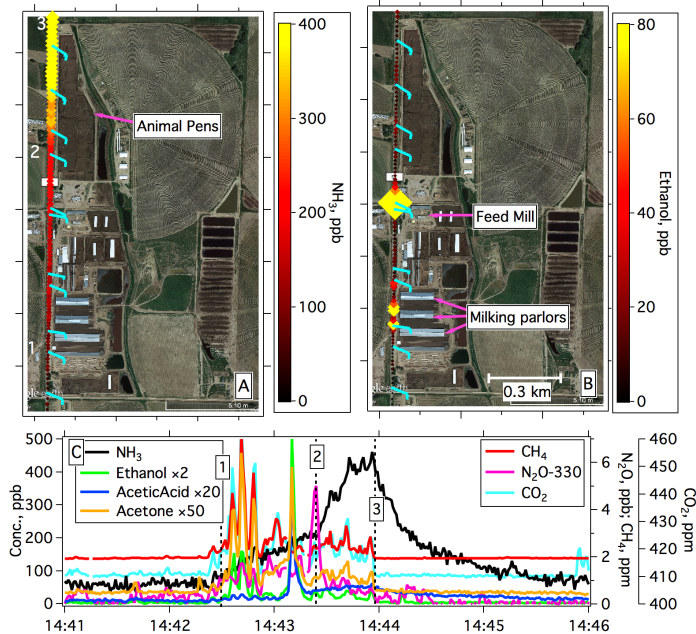 3
2
1
Animal Pens
A
gle earth
400
300
200
100
0
NH₃, ppb
Feed Mill
Milking parlors
0.3 km
B
80
60
40
20
0
Ethanol, ppb
C
NH₃
Ethanol ×2
AceticAcid ×20
Acetone ×50
1
2
3
CH₄
N₂O-330
CO₂
500
400
300
200
100
0
Conc., ppb
6
4
2
0
N₂O, ppb; CH₄, ppm
460
450
440
430
420
410
400
CO₂, ppm
14:41
14:42
14:43
14:44
14:45
14:46